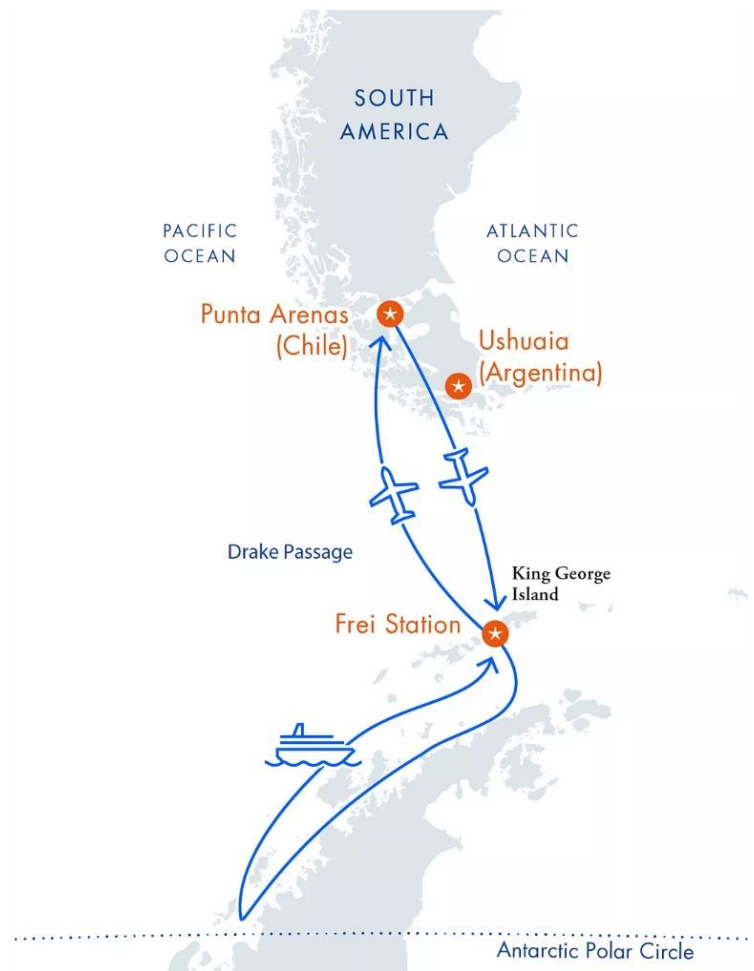 SOUTH
AMERICA
PACIFIC
OCEAN
ATLANTIC
OCEAN
Punta Arenas
(Chile)
Ushuaia
(Argentina)
Drake Passage
King George
Island
Frei Station
Antarctic Polar Circle